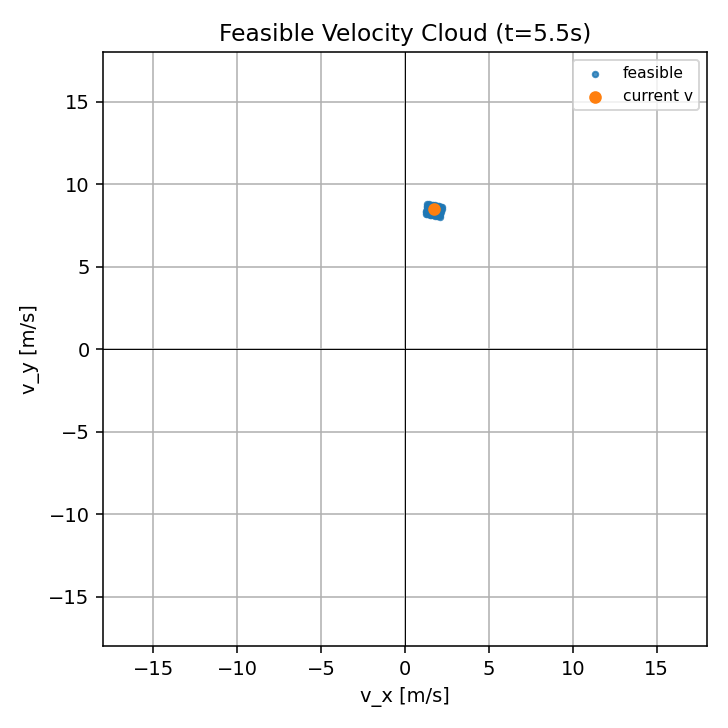 Feasible Velocity Cloud (t=5.5s)
feasible
current v
15
10
5
0
−5
−10
−15
v_y [m/s]
−15 −10 −5 0 5 10 15
v_x [m/s]